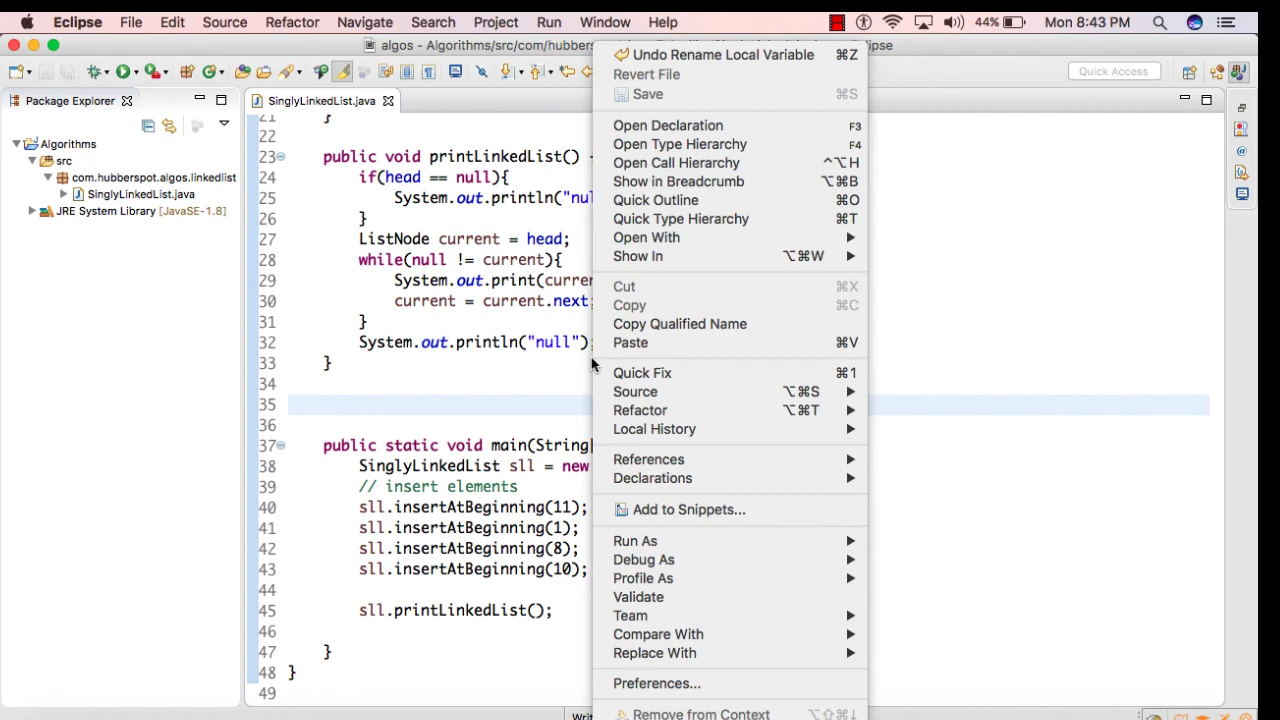 Eclipse File Edit Source Refactor Navigate Search Project Run Window Help 44% Mon 8:43 PM
algos - Algorithms/src/com/hubbers
Quick Access
Package Explorer
SinglyLinkedList.java
Algorithms
src
com.hubberspot.algos.linkedlist
SinglyLinkedList.java
JRE System Library [JavaSE-1.8]
21 }
22
23 public void printLinkedList() {
24 if(head == null){
25 System.out.println("nul
26 }
27 ListNode current = head;
28 while(null != current){
29 System.out.print(curre
30 current = current.next;
31 }
32 System.out.println("null");
33 }
34
35
36
37 public static void main(String[
38 SinglyLinkedList sll = new
39 // insert elements
40 sll.insertAtBeginning(11);
41 sll.insertAtBeginning(1);
42 sll.insertAtBeginning(8);
43 sll.insertAtBeginning(10);
44
45 sll.printLinkedList();
46
47 }
48 }
49
Undo Rename Local Variable ⌘Z
Revert File
Save ⌘S
Open Declaration F3
Open Type Hierarchy F4
Open Call Hierarchy ^⌥H
Show in Breadcrumb ⌥⌘B
Quick Outline ⌘O
Quick Type Hierarchy ⌘T
Open With
Show In ⌥⌘W
Cut ⌘X
Copy ⌘C
Copy Qualified Name
Paste ⌘V
Quick Fix ⌘1
Source ⌥⌘S
Refactor ⌥⌘T
Local History
References
Declarations
Add to Snippets...
Run As
Debug As
Profile As
Validate
Team
Compare With
Replace With
Preferences...
Remove from Context ⌥⇧⌘↓